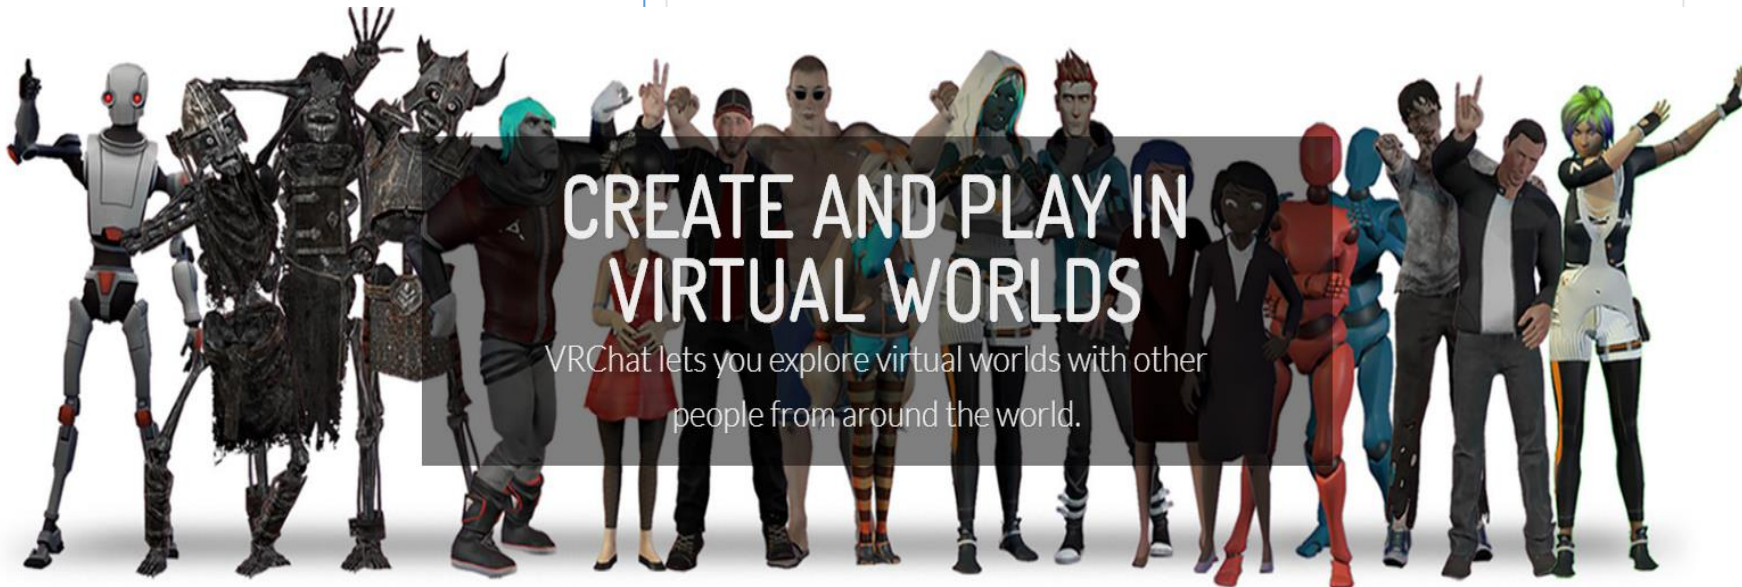 CREATE AND PLAY IN
VIRTUAL WORLDS
VRChat lets you explore virtual worlds with other
people from around the world.